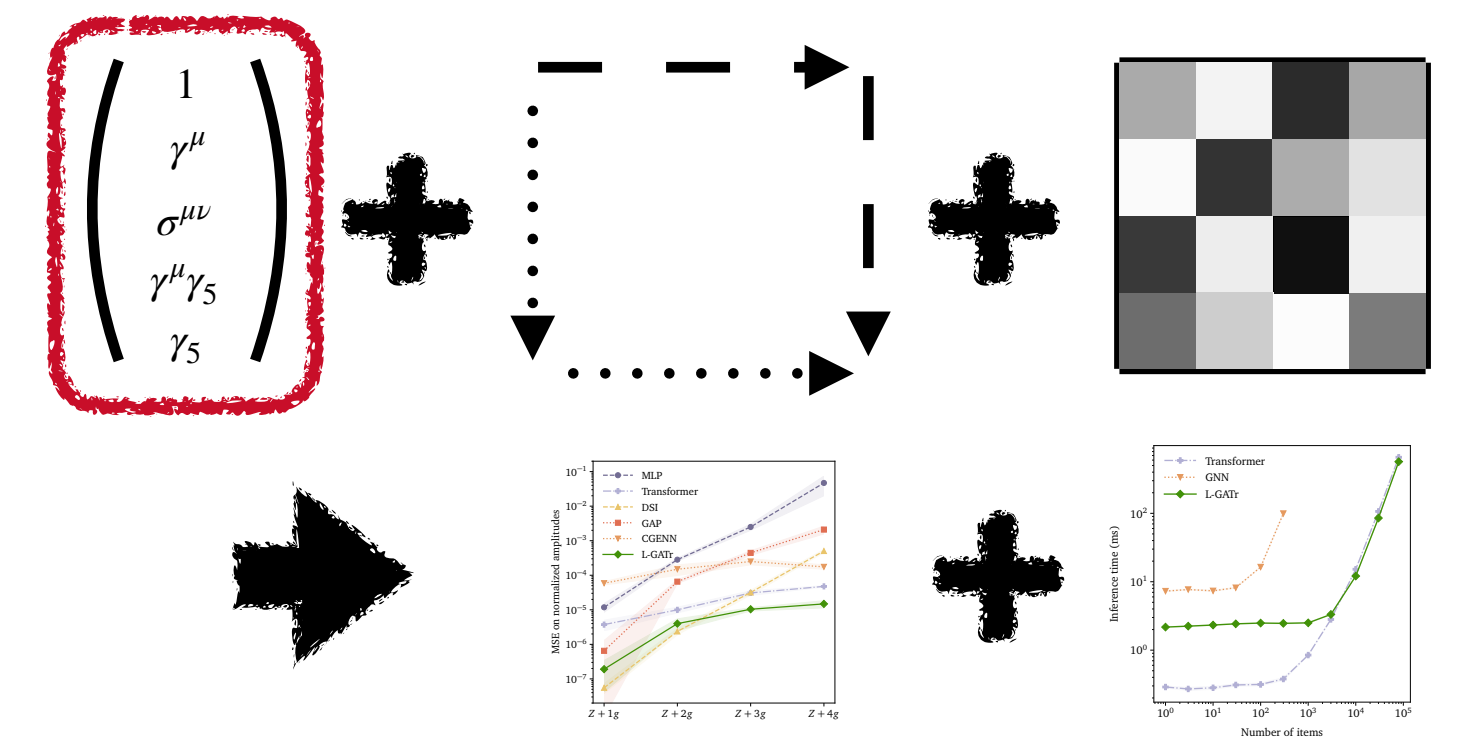 1
γ^μ
σ^{μν}
γ^μγ_5
γ_5
MLP
Transformer
DSI
GAP
CGENN
L-GATr
MSE on normalized amplitudes
10^{-1}
10^{-2}
10^{-3}
10^{-4}
10^{-5}
10^{-6}
10^{-7}
Z + 1g
Z + 2g
Z + 3g
Z + 4g
Transformer
GNN
L-GATr
Inference time (ms)
10^2
10^1
10^0
10^0
10^1
10^2
10^3
10^4
10^5
Number of items